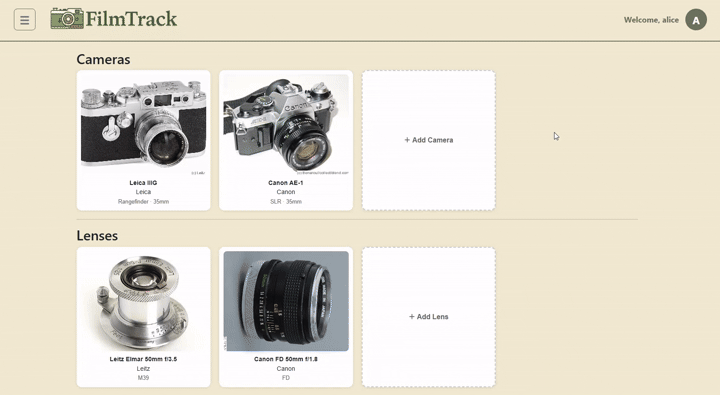 FilmTrack
Welcome, alice
A
Cameras
Canon
Leica IIIG
Leica
Rangefinder · 35mm
Canon AE-1
Canon
SLR · 35mm
+ Add Camera
Lenses
Leitz Elmar 50mm f/3.5
Leitz
M39
Canon FD 50mm f/1.8
Canon
FD
+ Add Lens